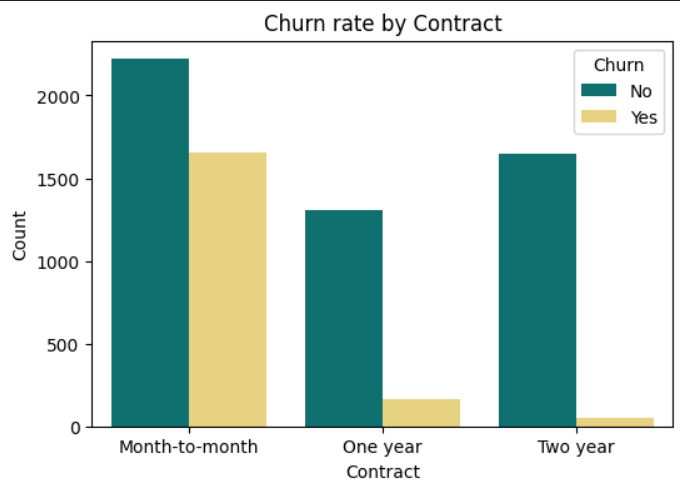 Churn rate by Contract
Churn
No
Yes
2000
1500
1000
500
0
Count
Month-to-month
One year
Two year
Contract